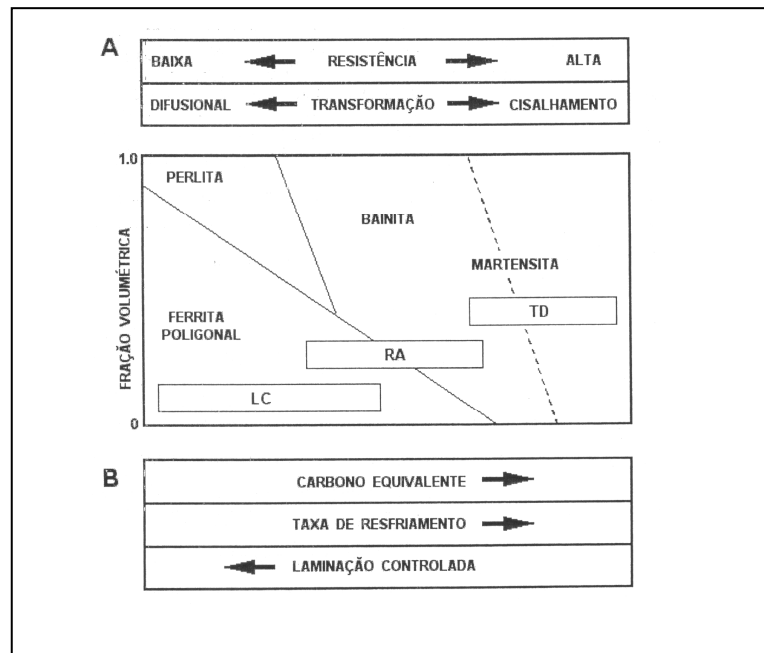 A
BAIXA RESISTÊNCIA ALTA
DIFUSIONAL TRANSFORMAÇÃO CISALHAMENTO
1.0
PERLITA
BAINITA
MARTENSITA
FRAÇÃO VOLUMÉTRICA
FERRITA
POLIGONAL
TD
RA
LC
0
B
CARBONO EQUIVALENTE
TAXA DE RESFRIAMENTO
LAMINAÇÃO CONTROLADA